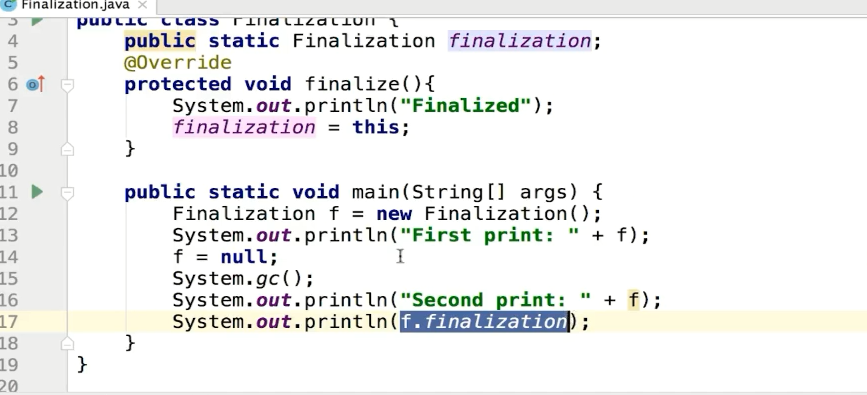 Finalization.java ×
3 public class Finalization {
4 public static Finalization finalization;
5 @Override
6 protected void finalize(){
7 System.out.println("Finalized");
8 finalization = this;
9 }
10
11 public static void main(String[] args) {
12 Finalization f = new Finalization();
13 System.out.println("First print: " + f);
14 f = null;
15 System.gc();
16 System.out.println("Second print: " + f);
17 System.out.println(f.finalization);
18 }
19 }
20